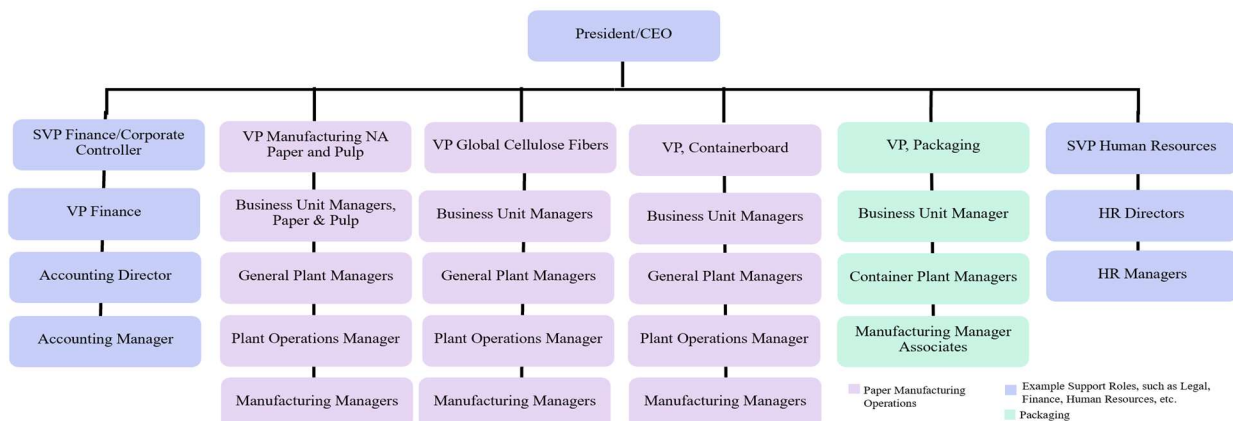 President/CEO
SVP Finance/Corporate
Controller
VP Manufacturing NA
Paper and Pulp
VP Global Cellulose Fibers
VP, Containerboard
VP, Packaging
SVP Human Resources
VP Finance
Business Unit Managers,
Paper & Pulp
Business Unit Managers
Business Unit Managers
Business Unit Manager
HR Directors
Accounting Director
General Plant Managers
General Plant Managers
General Plant Managers
Container Plant Managers
HR Managers
Accounting Manager
Plant Operations Manager
Plant Operations Manager
Plant Operations Manager
Manufacturing Manager
Associates
Manufacturing Managers
Manufacturing Managers
Manufacturing Managers
Paper Manufacturing
Operations
Example Support Roles, such as Legal,
Finance, Human Resources, etc.
Packaging